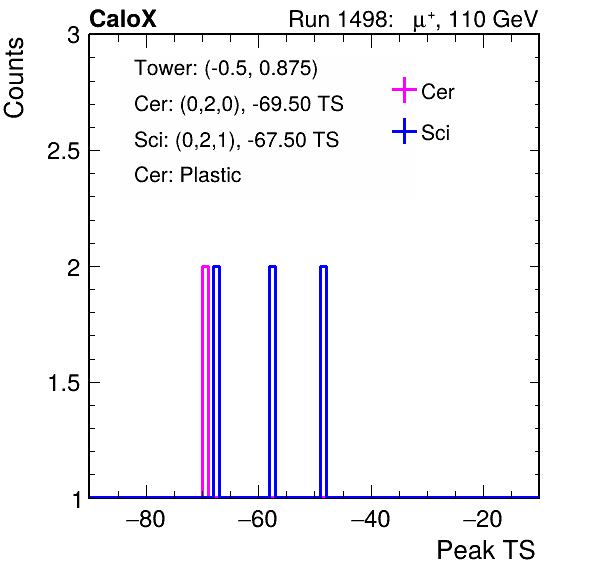 CaloX Run 1498: μ⁺, 110 GeV
Counts
Tower: (-0.5, 0.875)
Cer: (0,2,0), -69.50 TS
Sci: (0,2,1), -67.50 TS
Cer: Plastic
Cer
Sci
3
2.5
2
1.5
1
−80 −60 −40 −20
Peak TS